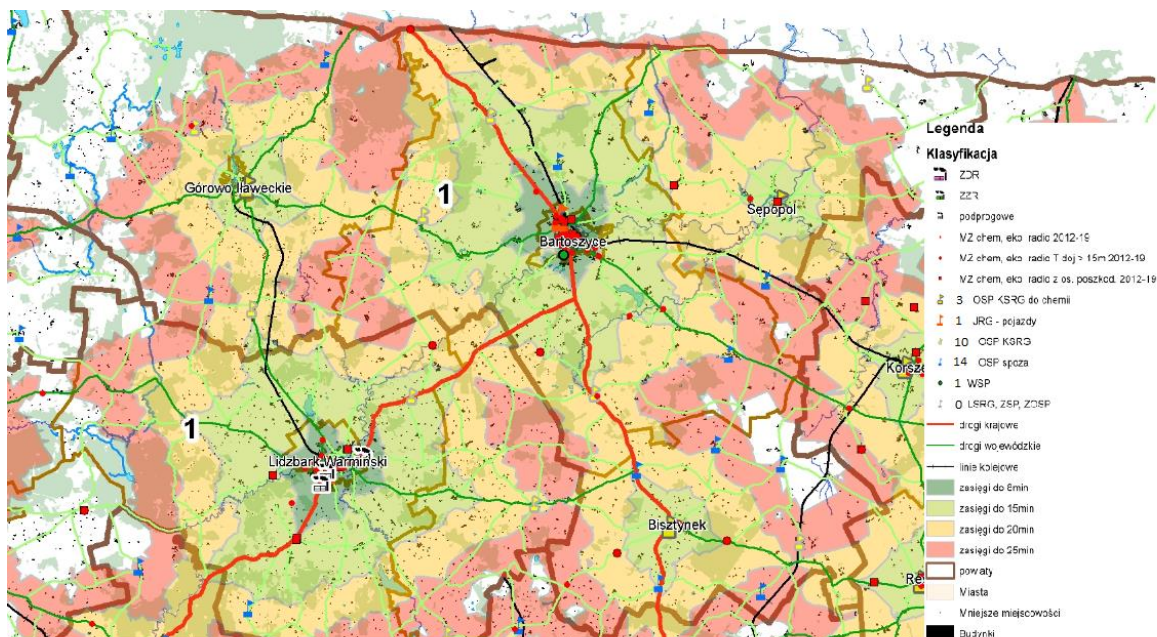 Legenda
Klasyfikacja
ZDR
ZZR
podprogowe
MZ chem, eko radio 2012-19
MZ chem, eko radio T doj > 15m 2012-19
MZ chem, eko radio z os. poszkod. 2012-19
3 OSP KSRG do chemii
1 JRG - pojazdy
10 OSP KSRG
14 OSP spoza
1 WSP
0 LSRG, ZSP, ZOSP
drogi krajowe
drogi wojewódzkie
linie kolejowe
zasięgi do 8min
zasięgi do 15min
zasięgi do 20min
zasięgi do 25min
powiaty
Miasta
Mniejsze miejscowości
Budynki
Górowo Iławeckie
1
Sępopol
Bartoszyce
Korsze
1
Lidzbark Warmiński
Bisztynek
Re